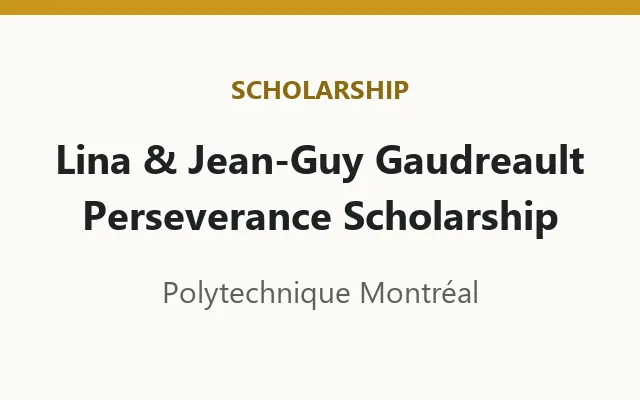 SCHOLARSHIP
Lina & Jean-Guy Gaudreault
Perseverance Scholarship
Polytechnique Montréal